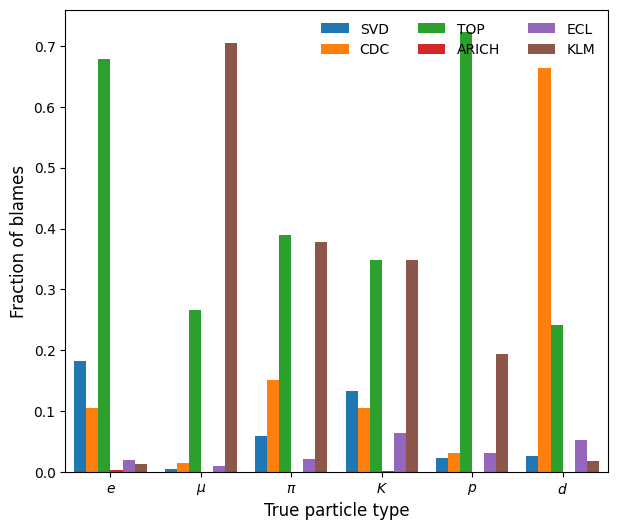 SVD TOP ECL
CDC ARICH KLM
0.7
0.6
0.5
0.4
0.3
0.2
0.1
0.0
Fraction of blames
e μ π K p d
True particle type